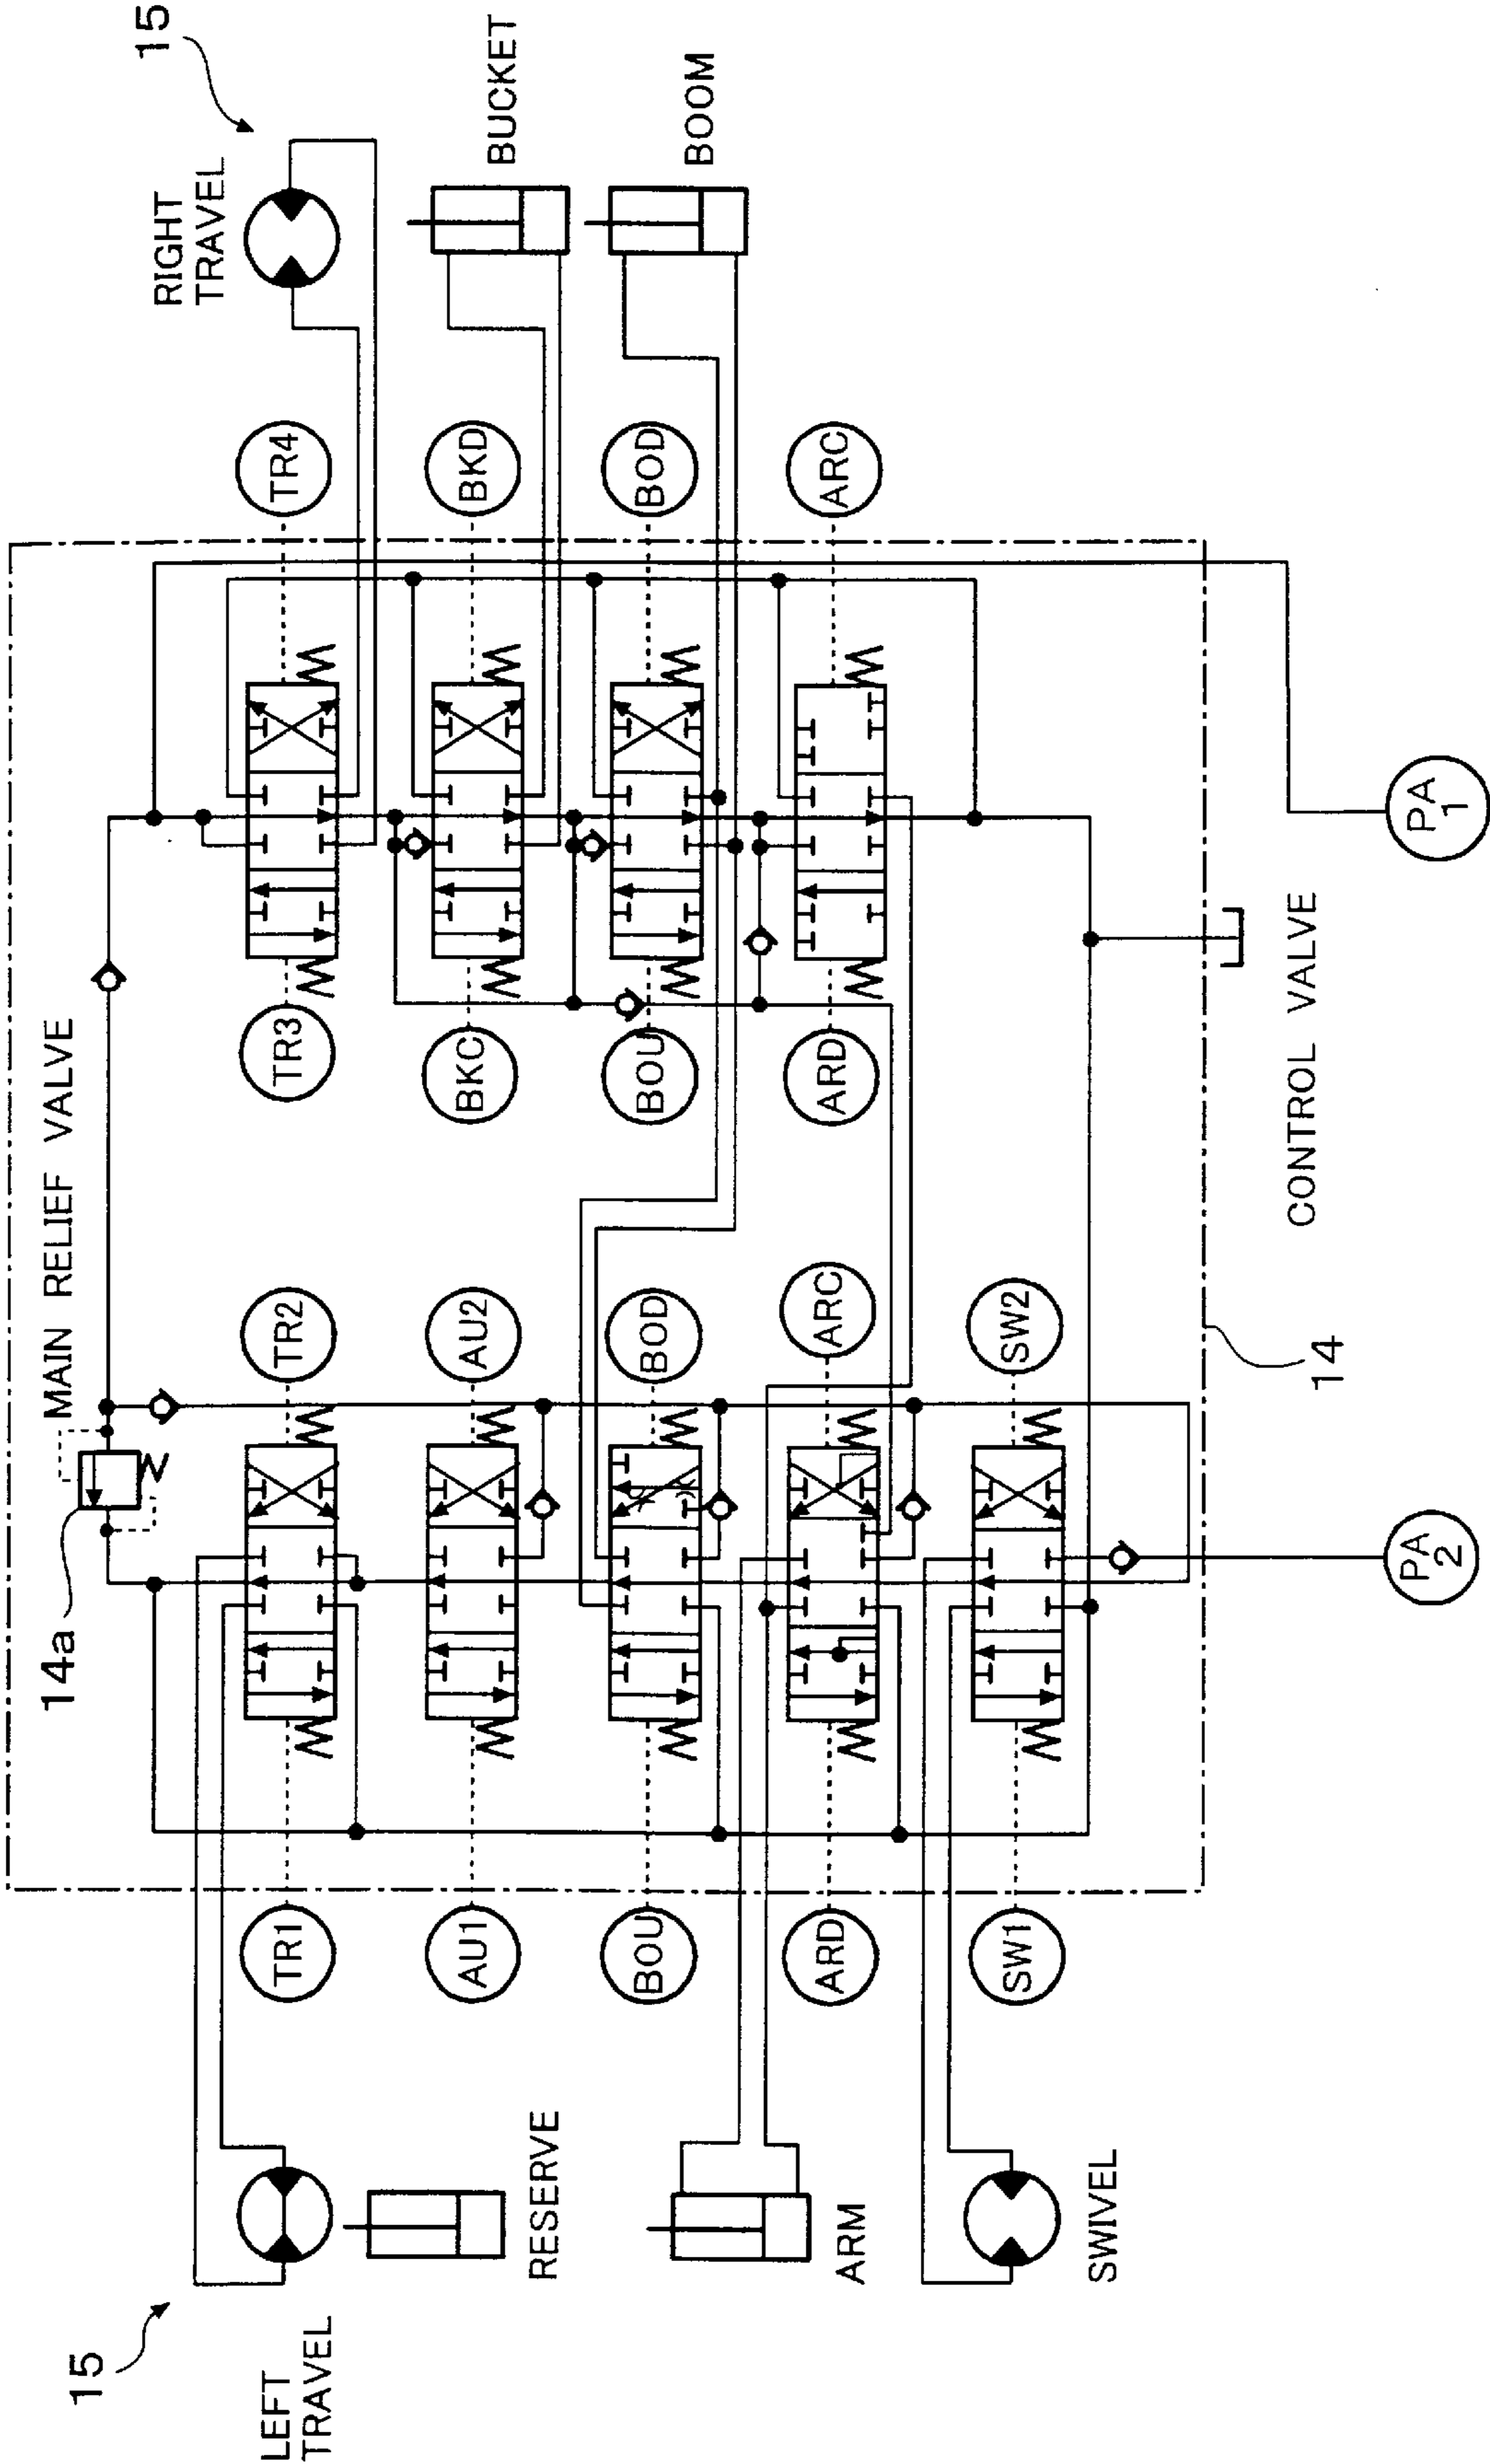 15
LEFT
TRAVEL
RESERVE
ARM
SWIVEL
TR1
AU1
BOU
ARD
SW1
14a
MAIN RELIEF VALVE
TR2
AU2
BOD
ARC
SW2
TR3
BKC
BOU
ARD
TR4
BKD
BOD
ARC
15
RIGHT
TRAVEL
BUCKET
BOOM
14
CONTROL VALVE
PA
2
PA
1